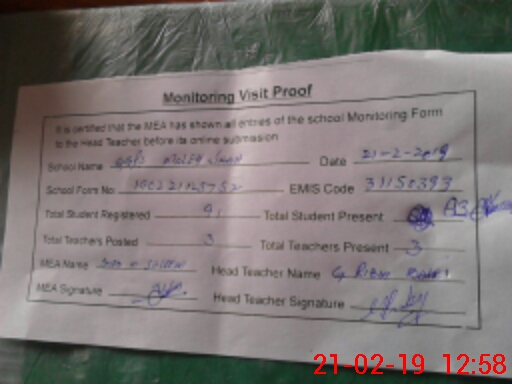 Monitoring Visit Proof
It is certified that the MEA has shown all entries of the school Monitoring Form
to the Head Teacher before its online submission
School Name GGPS Date 21-2-2019
School Form No EMIS Code 31150393
Total Student Registered 91 Total Student Present 83
Total Teachers Posted 3 Total Teachers Present 3
MEA Name Head Teacher Name
MEA Signature Head Teacher Signature
21-02-19 12:58